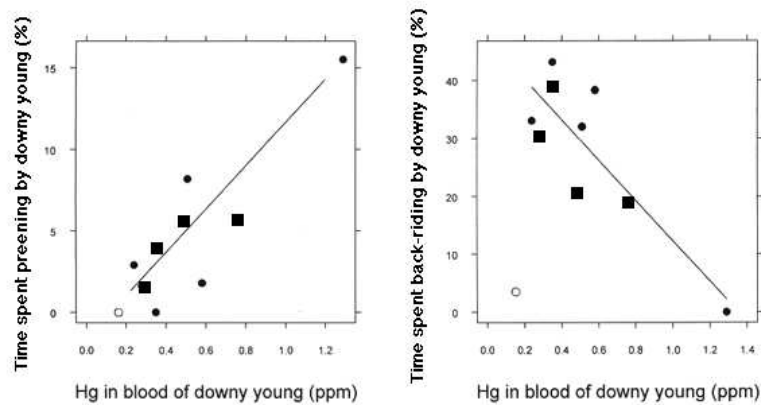 Time spent preening by downy young (%)
15
10
5
0
0.0 0.2 0.4 0.6 0.8 1.0 1.2
Hg in blood of downy young (ppm)
Time spent back-riding by downy young (%)
40
30
20
10
0
0.0 0.2 0.4 0.6 0.8 1.0 1.2 1.4
Hg in blood of downy young (ppm)